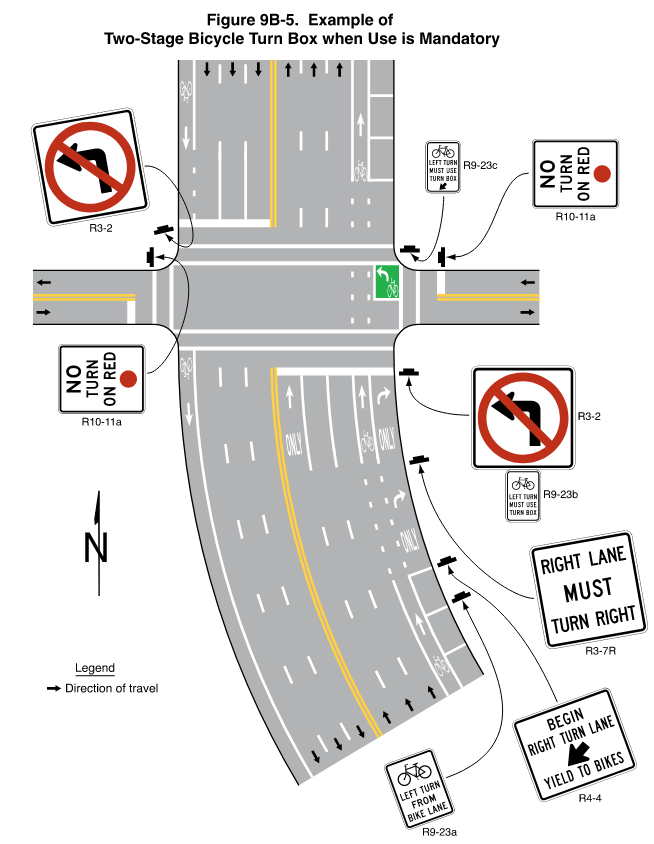 Figure 9B-5. Example of
Two-Stage Bicycle Turn Box when Use is Mandatory
R3-2
LEFT TURN
MUST USE
TURN BOX
R9-23c
NO
TURN
ON RED
R10-11a
NO
TURN
ON RED
R10-11a
ONLY
ONLY
R3-2
LEFT TURN
MUST USE
TURN BOX
R9-23b
ONLY
N
RIGHT LANE
MUST
TURN RIGHT
R3-7R
Legend
Direction of travel
BEGIN
RIGHT TURN LANE
YIELD TO BIKES
R4-4
LEFT TURN
FROM
BIKE LANE
R9-23a